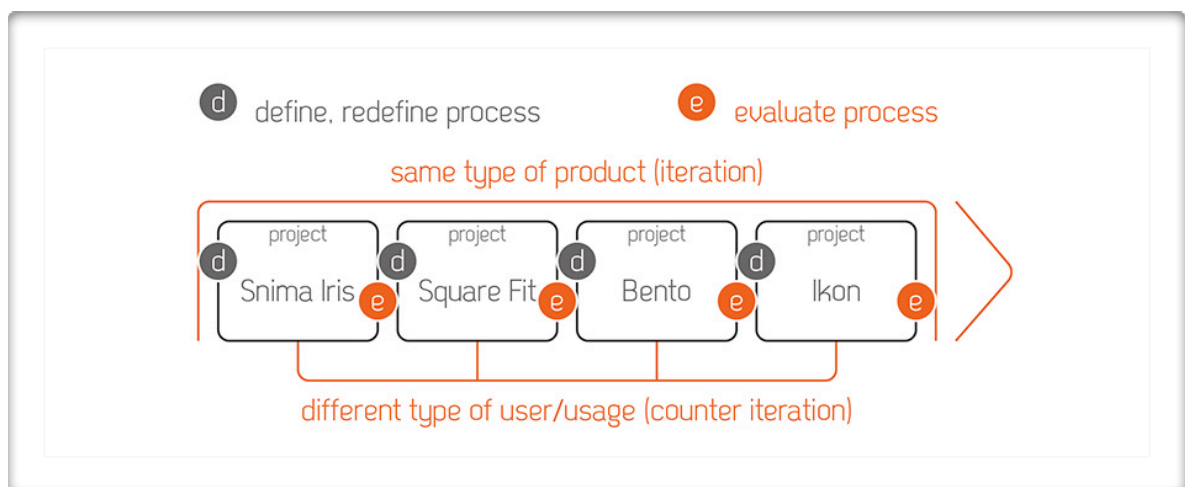 d define, redefine process
e evaluate process
same type of product (iteration)
project
Snima Iris
d
e
project
Square Fit
d
e
project
Bento
d
e
project
Ikon
d
e
different type of user/usage (counter iteration)